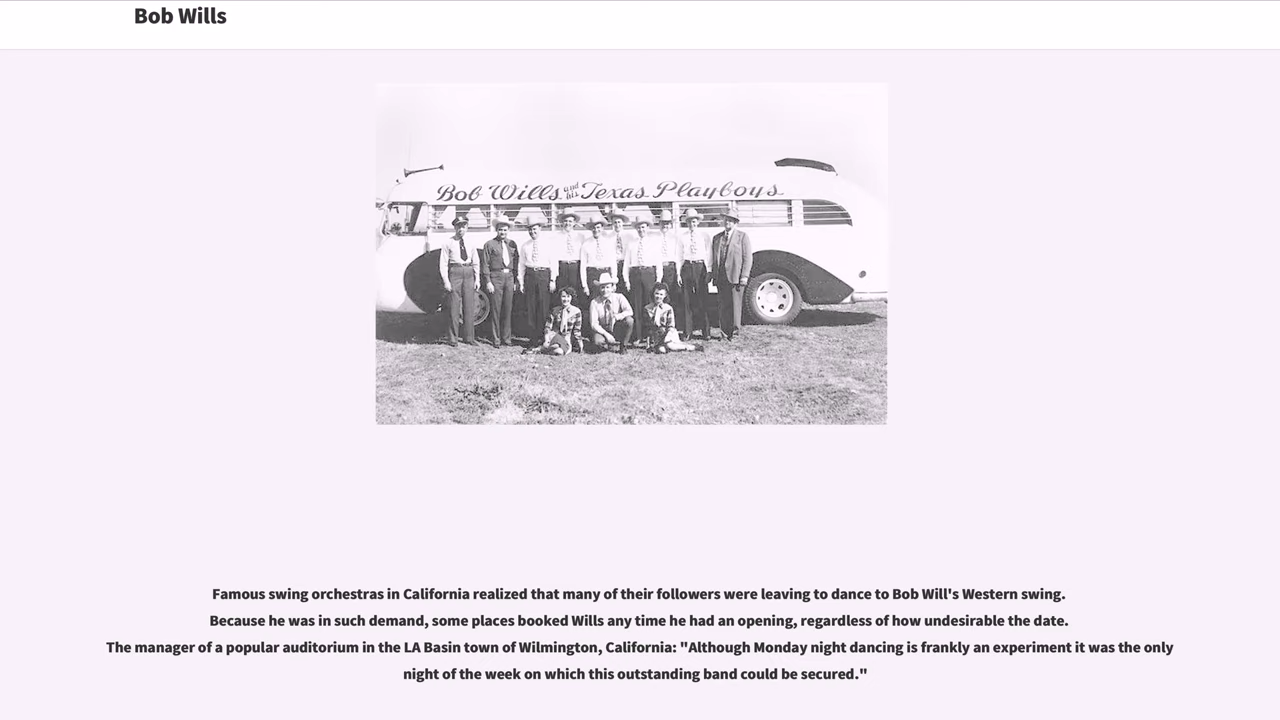 Bob Wills
Bob Wills and his Texas Playboys
Famous swing orchestras in California realized that many of their followers were leaving to dance to Bob Will's Western swing.
Because he was in such demand, some places booked Wills any time he had an opening, regardless of how undesirable the date.
The manager of a popular auditorium in the LA Basin town of Wilmington, California: "Although Monday night dancing is frankly an experiment it was the only
night of the week on which this outstanding band could be secured."